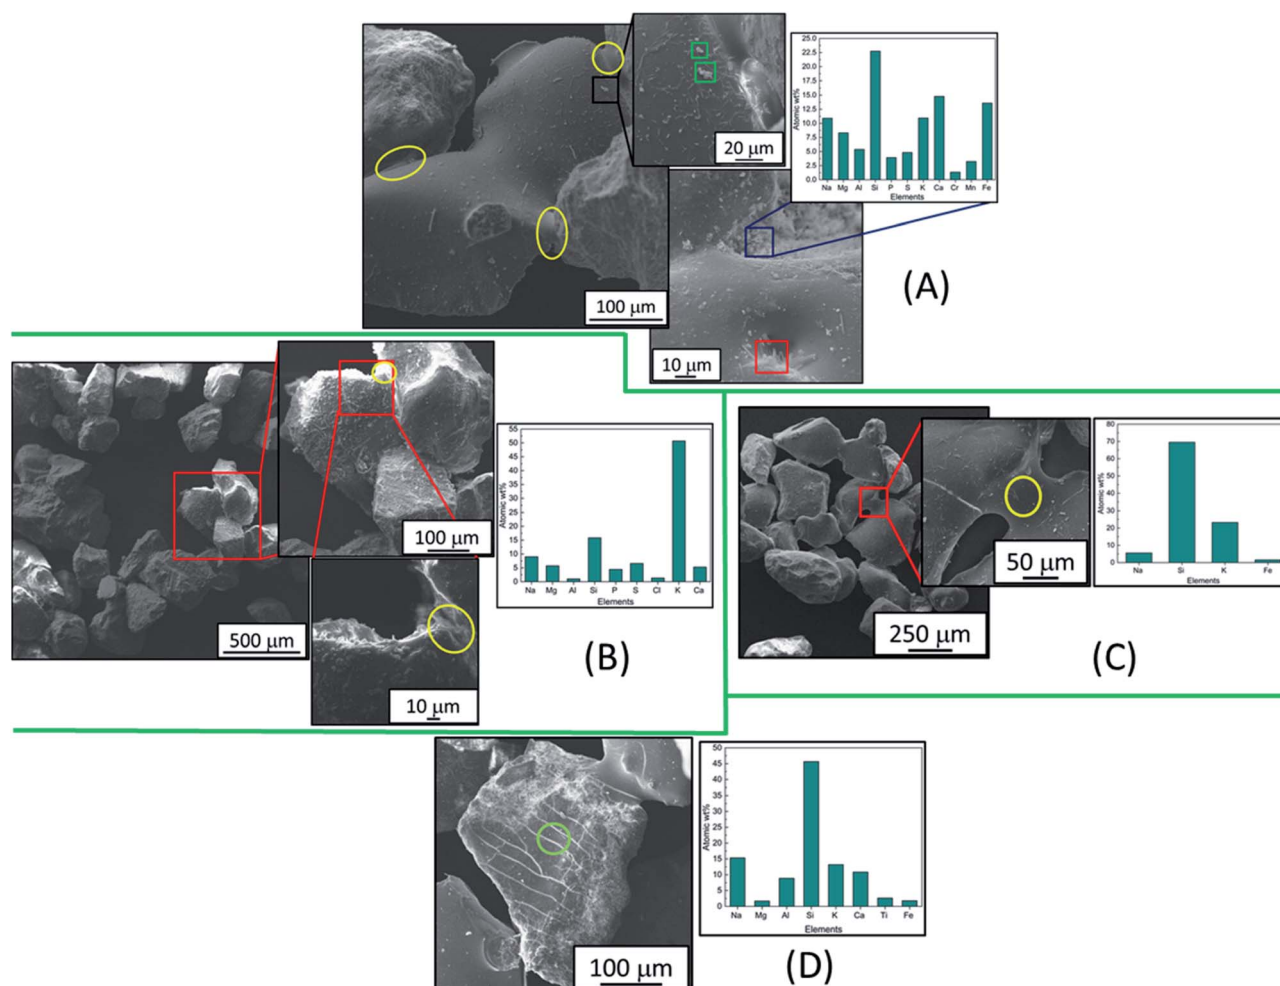 20 µm
100 µm
10 µm
Atomic wt%
25.0
22.5
20.0
17.5
15.0
12.5
10.0
7.5
5.0
2.5
0.0
Na Mg Al Si P S K Ca Cr Mn Fe
Elements
(A)
500 µm
100 µm
10 µm
Atomic wt%
55
50
45
40
35
30
25
20
15
10
5
0
Na Mg Al Si P S Cl K Ca
Elements
(B)
250 µm
50 µm
Atomic wt%
80
70
60
50
40
30
20
10
0
Na Si K Fe
Elements
(C)
100 µm
Atomic wt%
50
45
40
35
30
25
20
15
10
5
0
Na Mg Al Si K Ca Ti Fe
Elements
(D)